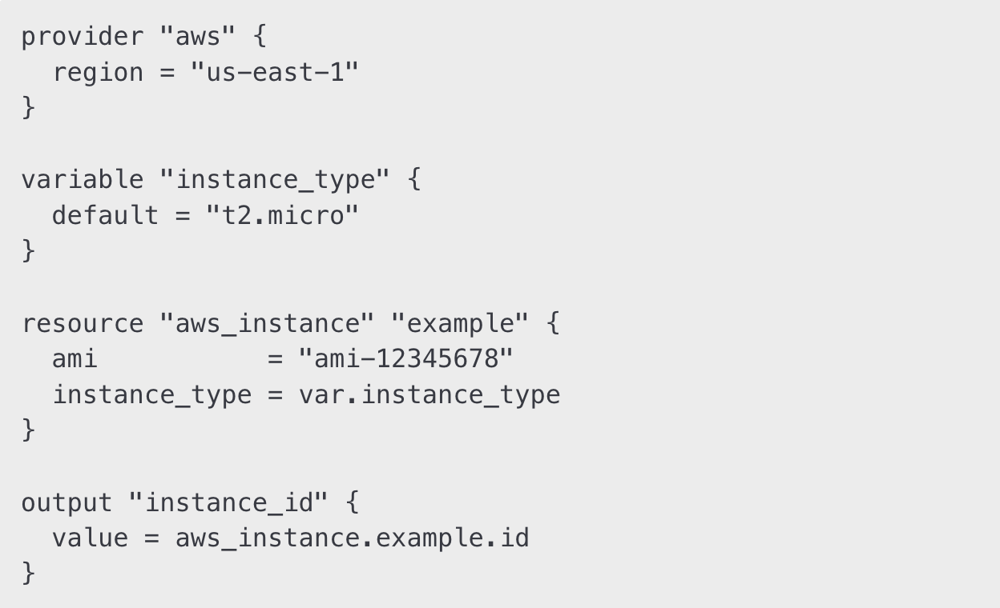 provider "aws" {
  region = "us-east-1"
}

variable "instance_type" {
  default = "t2.micro"
}

resource "aws_instance" "example" {
  ami           = "ami-12345678"
  instance_type = var.instance_type
}

output "instance_id" {
  value = aws_instance.example.id
}